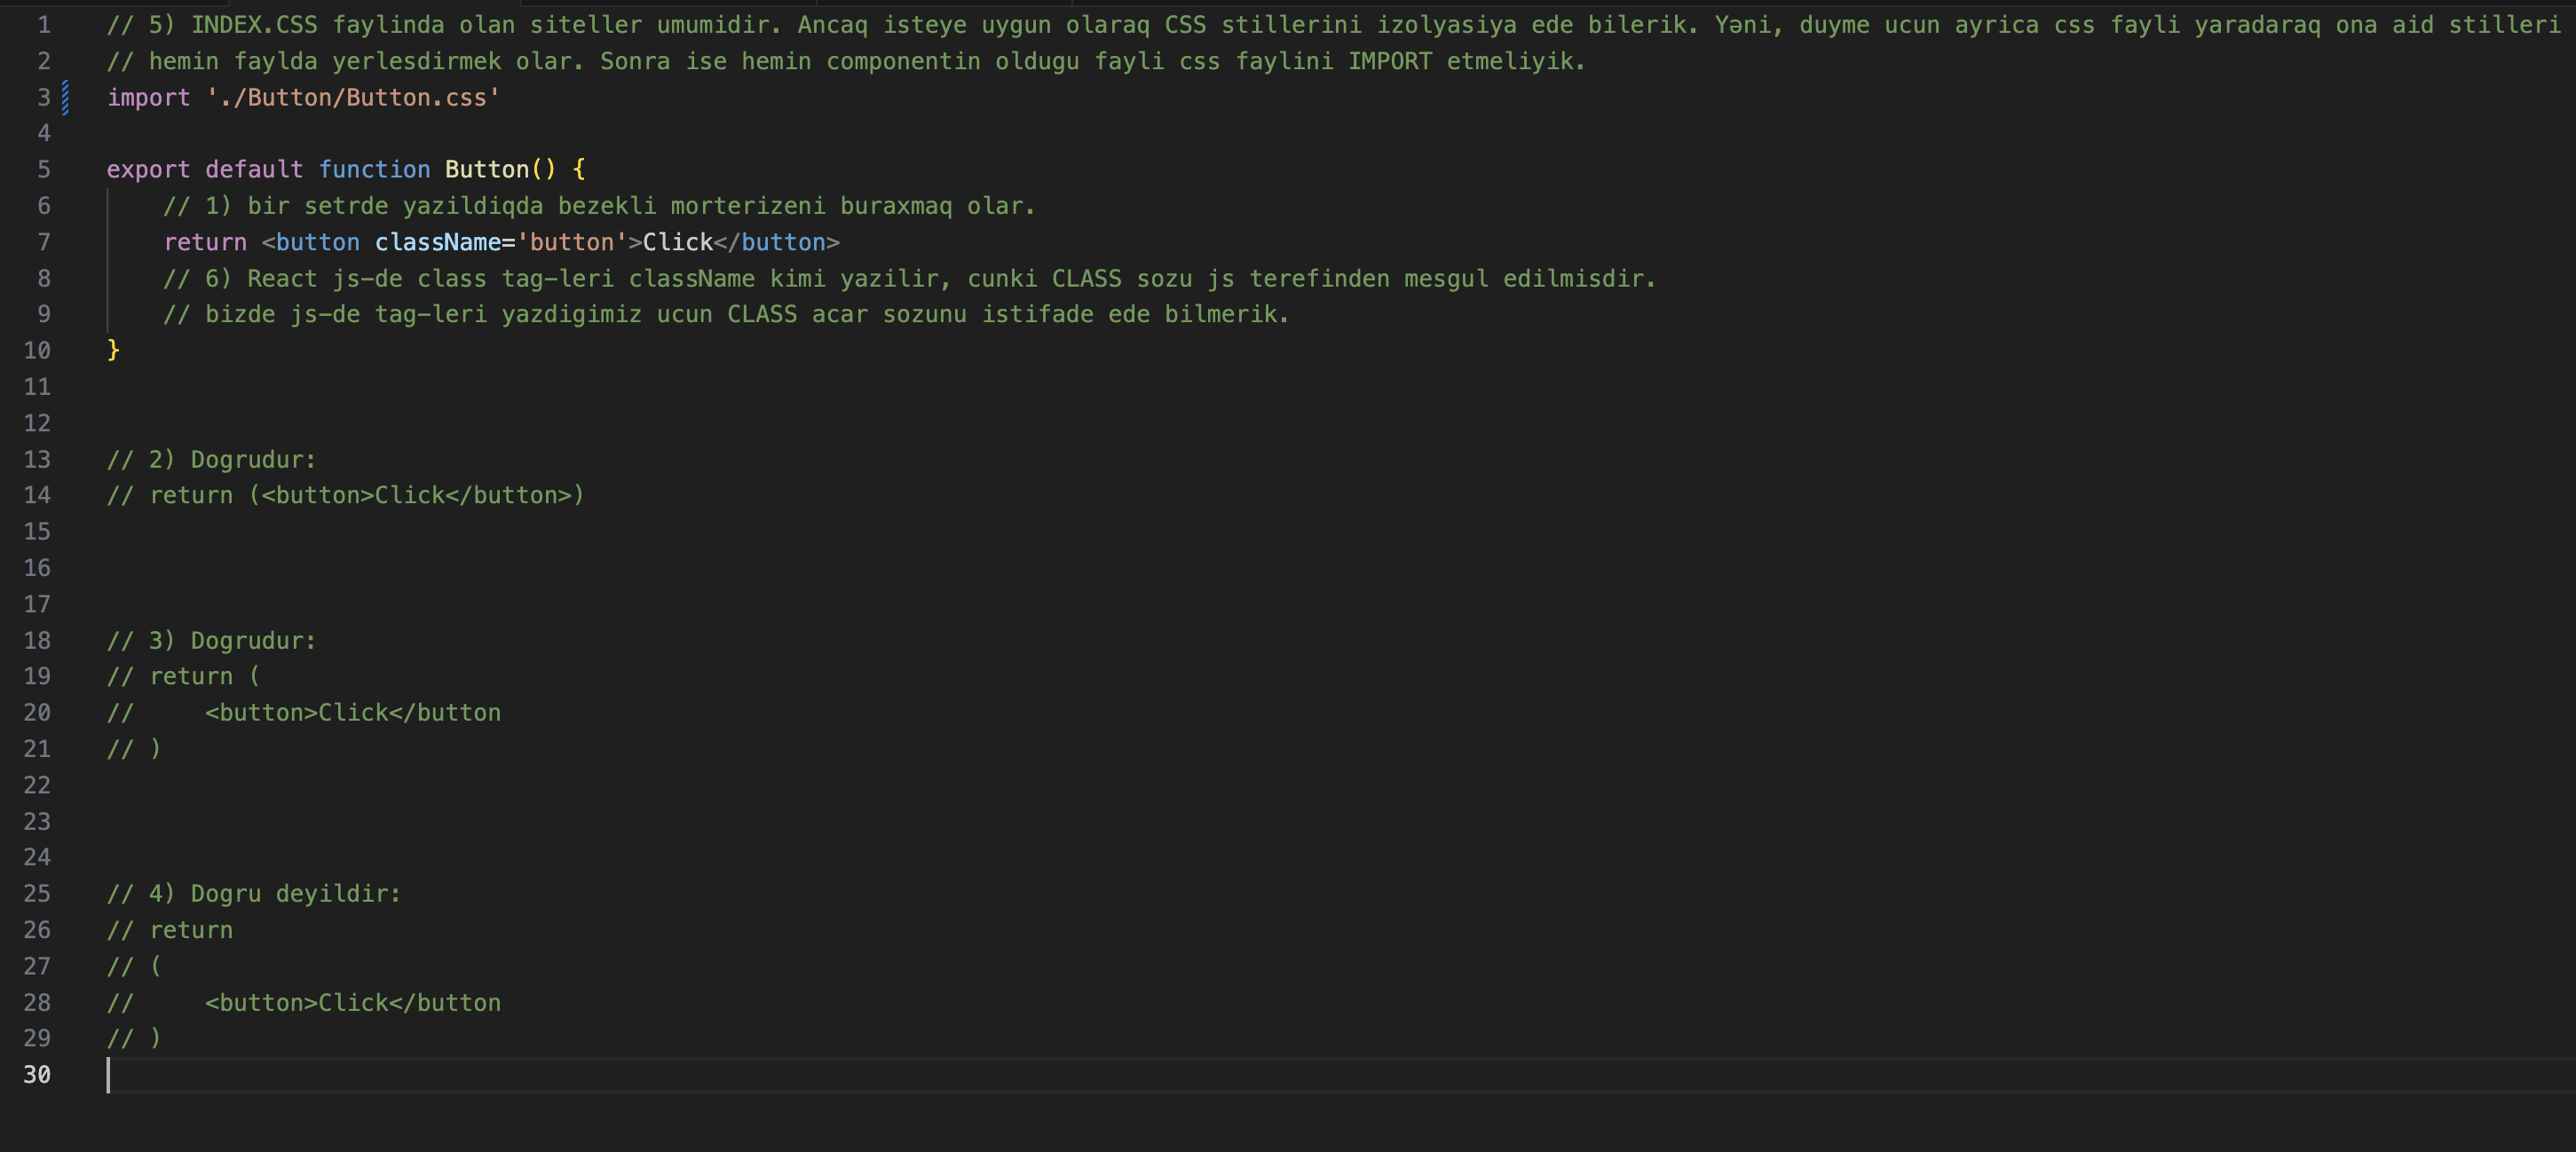 1 // 5) INDEX.CSS faylinda olan siteller umumidir. Ancaq isteye uygun olaraq CSS stillerini izolyasiya ede bilerik. Yəni, duyme ucun ayrica css fayli yaradaraq ona aid stilleri
2 // hemin faylda yerlesdirmek olar. Sonra ise hemin componentin oldugu fayli css faylini IMPORT etmeliyik.
3 import './Button/Button.css'
4
5 export default function Button() {
6     // 1) bir setrde yazildiqda bezekli morterizeni buraxmaq olar.
7     return <button className='button'>Click</button>
8     // 6) React js-de class tag-leri className kimi yazilir, cunki CLASS sozu js terefinden mesgul edilmisdir.
9     // bizde js-de tag-leri yazdigimiz ucun CLASS acar sozunu istifade ede bilmerik.
10 }
11
12
13 // 2) Dogrudur:
14 // return (<button>Click</button>)
15
16
17
18 // 3) Dogrudur:
19 // return (
20 //     <button>Click</button
21 // )
22
23
24
25 // 4) Dogru deyildir:
26 // return
27 // (
28 //     <button>Click</button
29 // )
30